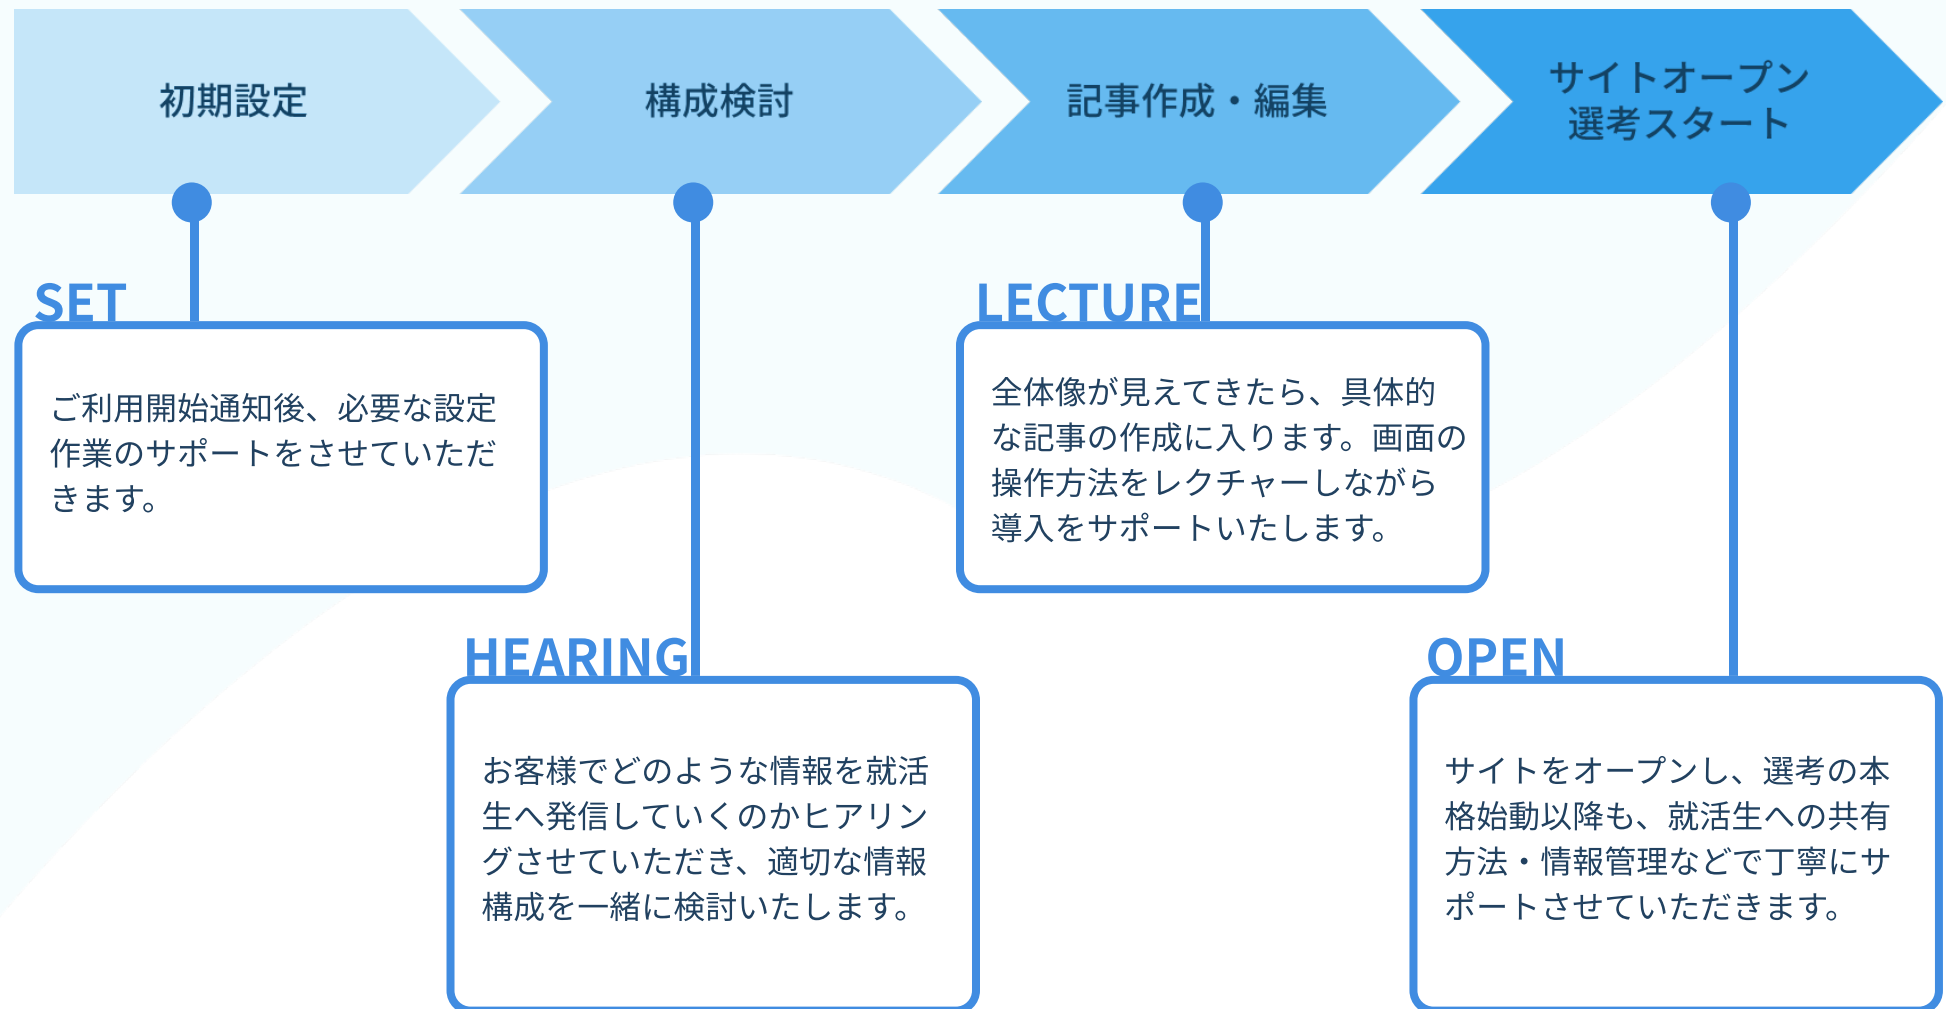 初期設定
構成検討
記事作成・編集
サイトオープン
選考スタート
SET
ご利用開始通知後、必要な設定
作業のサポートをさせていただ
きます。
HEARING
お客様でどのような情報を就活
生へ発信していくのかヒアリン
グさせていただき、適切な情報
構成を一緒に検討いたします。
LECTURE
全体像が見えてきたら、具体的
な記事の作成に入ります。画面の
操作方法をレクチャーしながら
導入をサポートいたします。
OPEN
サイトをオープンし、選考の本
格始動以降も、就活生への共有
方法・情報管理などで丁寧にサ
ポートさせていただきます。